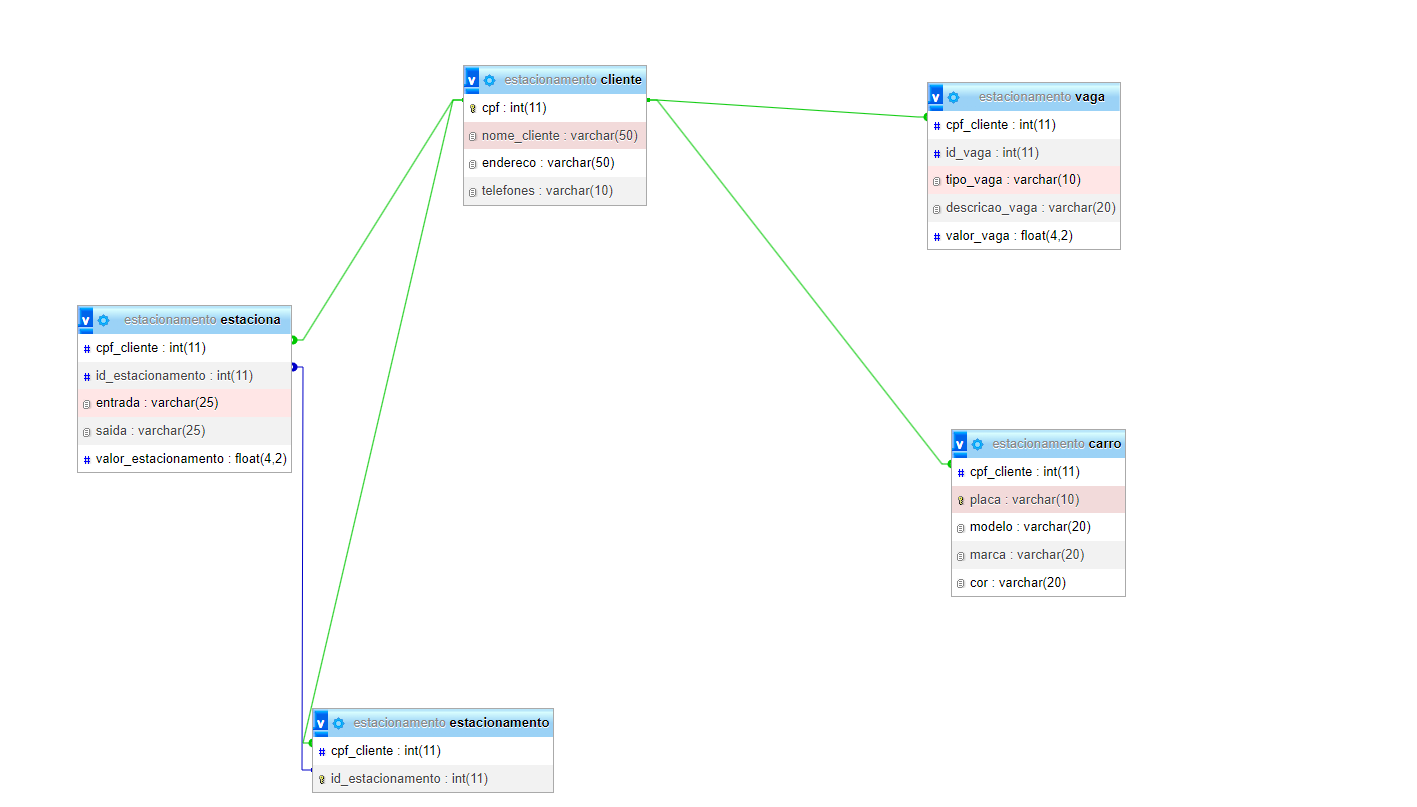 v estacionamento cliente
cpf : int(11)
nome_cliente : varchar(50)
endereco : varchar(50)
telefones : varchar(10)
v estacionamento vaga
# cpf_cliente : int(11)
# id_vaga : int(11)
tipo_vaga : varchar(10)
descricao_vaga : varchar(20)
# valor_vaga : float(4,2)
v estacionamento estaciona
# cpf_cliente : int(11)
# id_estacionamento : int(11)
entrada : varchar(25)
saida : varchar(25)
# valor_estacionamento : float(4,2)
v estacionamento carro
# cpf_cliente : int(11)
placa : varchar(10)
modelo : varchar(20)
marca : varchar(20)
cor : varchar(20)
v estacionamento estacionamento
# cpf_cliente : int(11)
id_estacionamento : int(11)